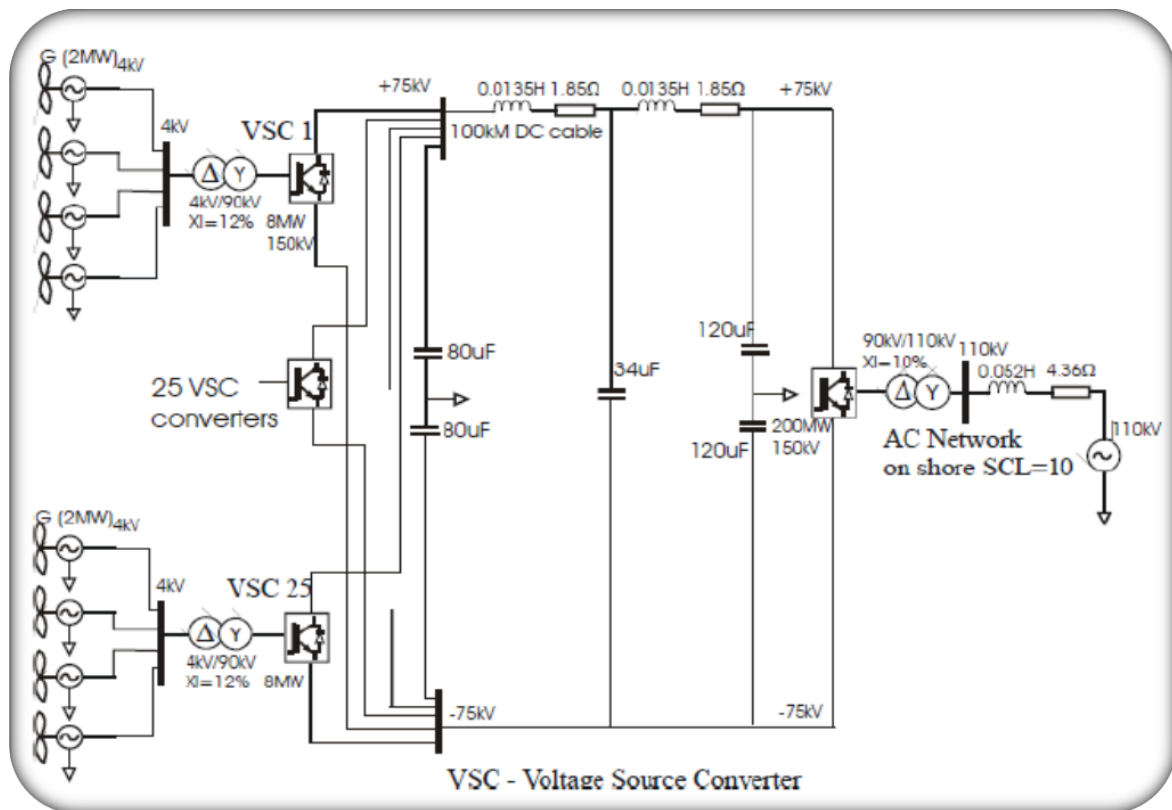 G (2MW) 4kV
4kV
VSC 1
Δ Y
4kV/90kV
Xl=12%
8MW
150kV
+75kV
0.0135H 1.85Ω
0.0135H 1.85Ω
+75kV
100kM DC cable
25 VSC
converters
80uF
80uF
34uF
120uF
120uF
200MW
150kV
90kV/110kV
Xl=10%
Δ Y
110kV
0.052H 4.36Ω
110kV
AC Network
on shore SCL=10
G (2MW) 4kV
4kV
VSC 25
Δ Y
4kV/90kV
Xl=12%
8MW
-75kV
-75kV
VSC - Voltage Source Converter